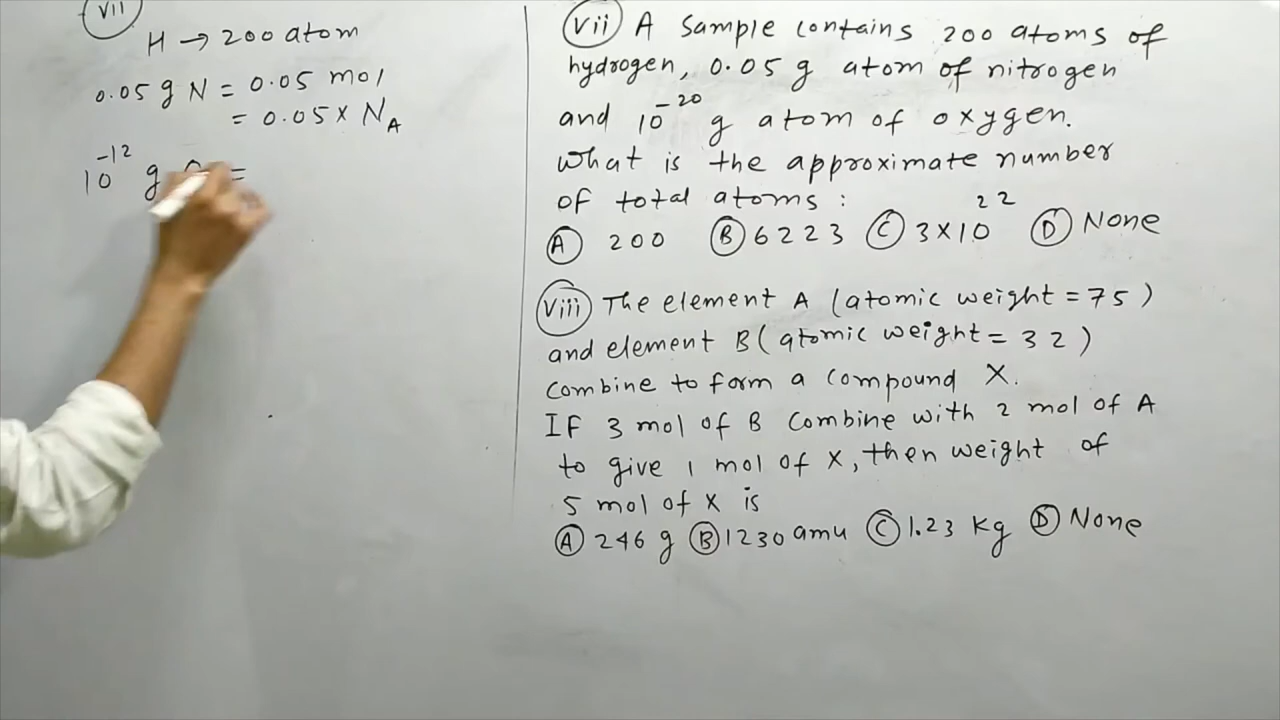 VII
H → 200 atom
0.05 g N = 0.05 mol
= 0.05 × N_A
10^-12 g =
(vii) A Sample contains 200 atoms of
hydrogen, 0.05 g atom of nitrogen
and 10^-20 g atom of oxygen.
What is the approximate number
of total atoms :
(A) 200 (B) 6223 (C) 3×10^22 (D) None
(viii) The element A (atomic weight = 75)
and element B (atomic weight = 32)
combine to form a compound X.
IF 3 mol of B combine with 2 mol of A
to give 1 mol of X, then weight of
5 mol of X is
(A) 246 g (B) 1230 amu (C) 1.23 Kg (D) None